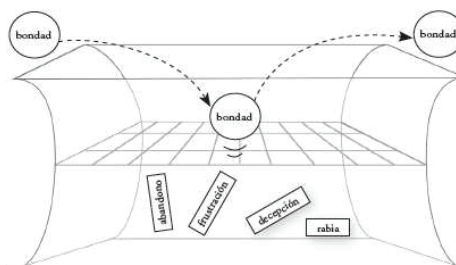 bondad
bondad
bondad
abandono
frustración
decepción
rabia